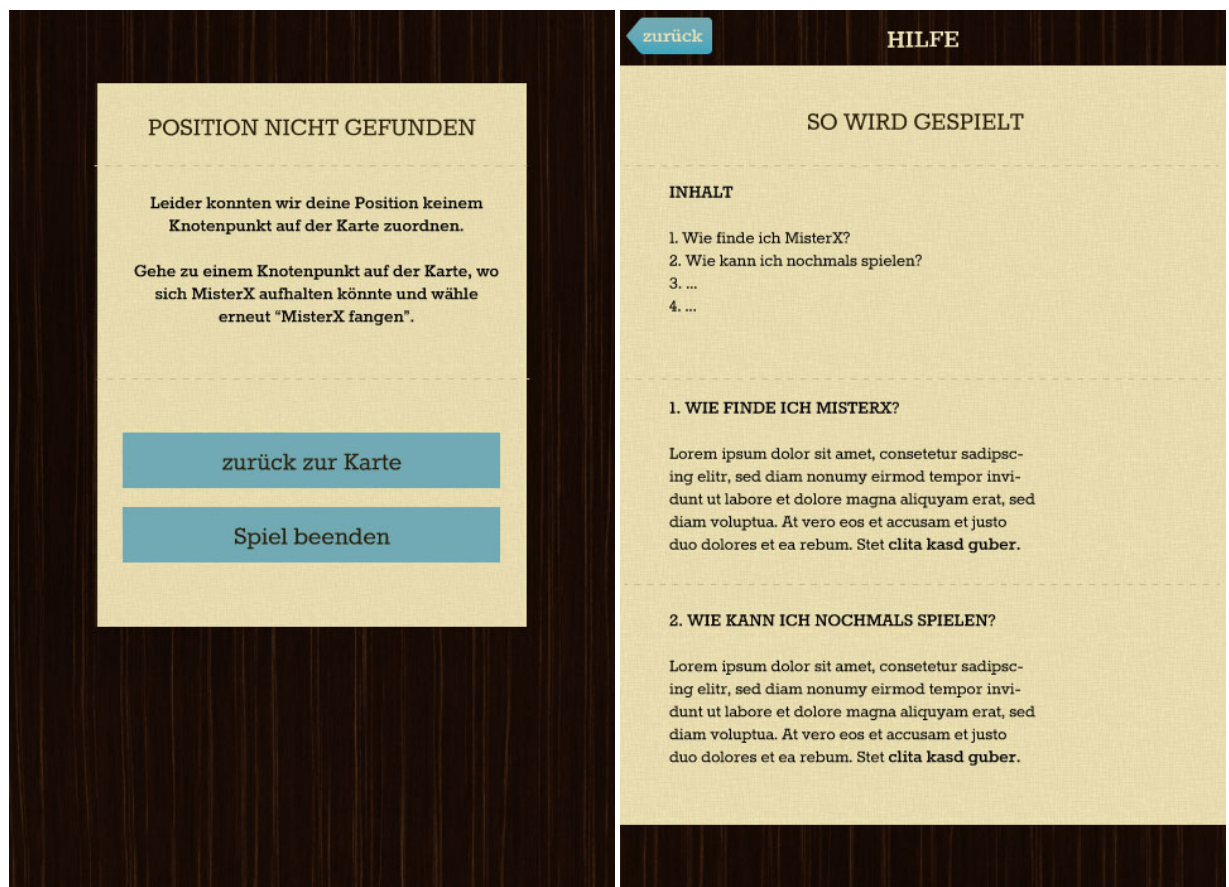 POSITION NICHT GEFUNDEN
Leider konnten wir deine Position keinem
Knotenpunkt auf der Karte zuordnen.
Gehe zu einem Knotenpunkt auf der Karte, wo
sich MisterX aufhalten könnte und wähle
erneut “MisterX fangen”.
zurück zur Karte
Spiel beenden
zurück
HILFE
SO WIRD GESPIELT
INHALT
1. Wie finde ich MisterX?
2. Wie kann ich nochmals spielen?
3. ...
4. ...
1. WIE FINDE ICH MISTERX?
Lorem ipsum dolor sit amet, consetetur sadipsc-
ing elitr, sed diam nonumy eirmod tempor invi-
dunt ut labore et dolore magna aliquyam erat, sed
diam voluptua. At vero eos et accusam et justo
duo dolores et ea rebum. Stet clita kasd guber.
2. WIE KANN ICH NOCHMALS SPIELEN?
Lorem ipsum dolor sit amet, consetetur sadipsc-
ing elitr, sed diam nonumy eirmod tempor invi-
dunt ut labore et dolore magna aliquyam erat, sed
diam voluptua. At vero eos et accusam et justo
duo dolores et ea rebum. Stet clita kasd guber.